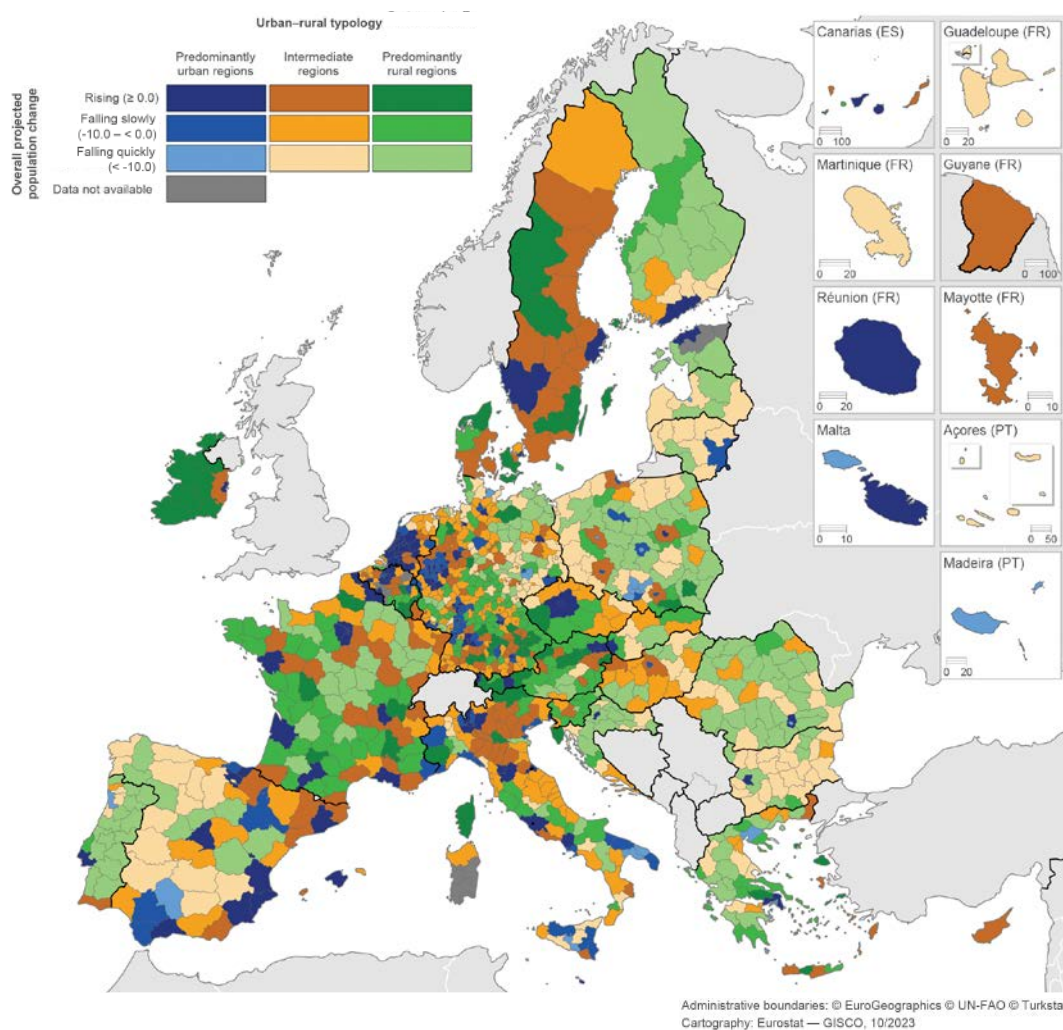 Urban–rural typology
Predominantly urban regions
Intermediate regions
Predominantly rural regions
Overall projected population change
Rising (≥ 0.0)
Falling slowly (-10.0 – < 0.0)
Falling quickly (< -10.0)
Data not available
Canarias (ES)
0 100
Guadeloupe (FR)
0 20
Martinique (FR)
0 20
Guyane (FR)
0 100
Réunion (FR)
0 20
Mayotte (FR)
0 10
Malta
0 10
Açores (PT)
0 50
Madeira (PT)
0 20
Administrative boundaries: © EuroGeographics © UN-FAO © Turksta
Cartography: Eurostat — GISCO, 10/2023